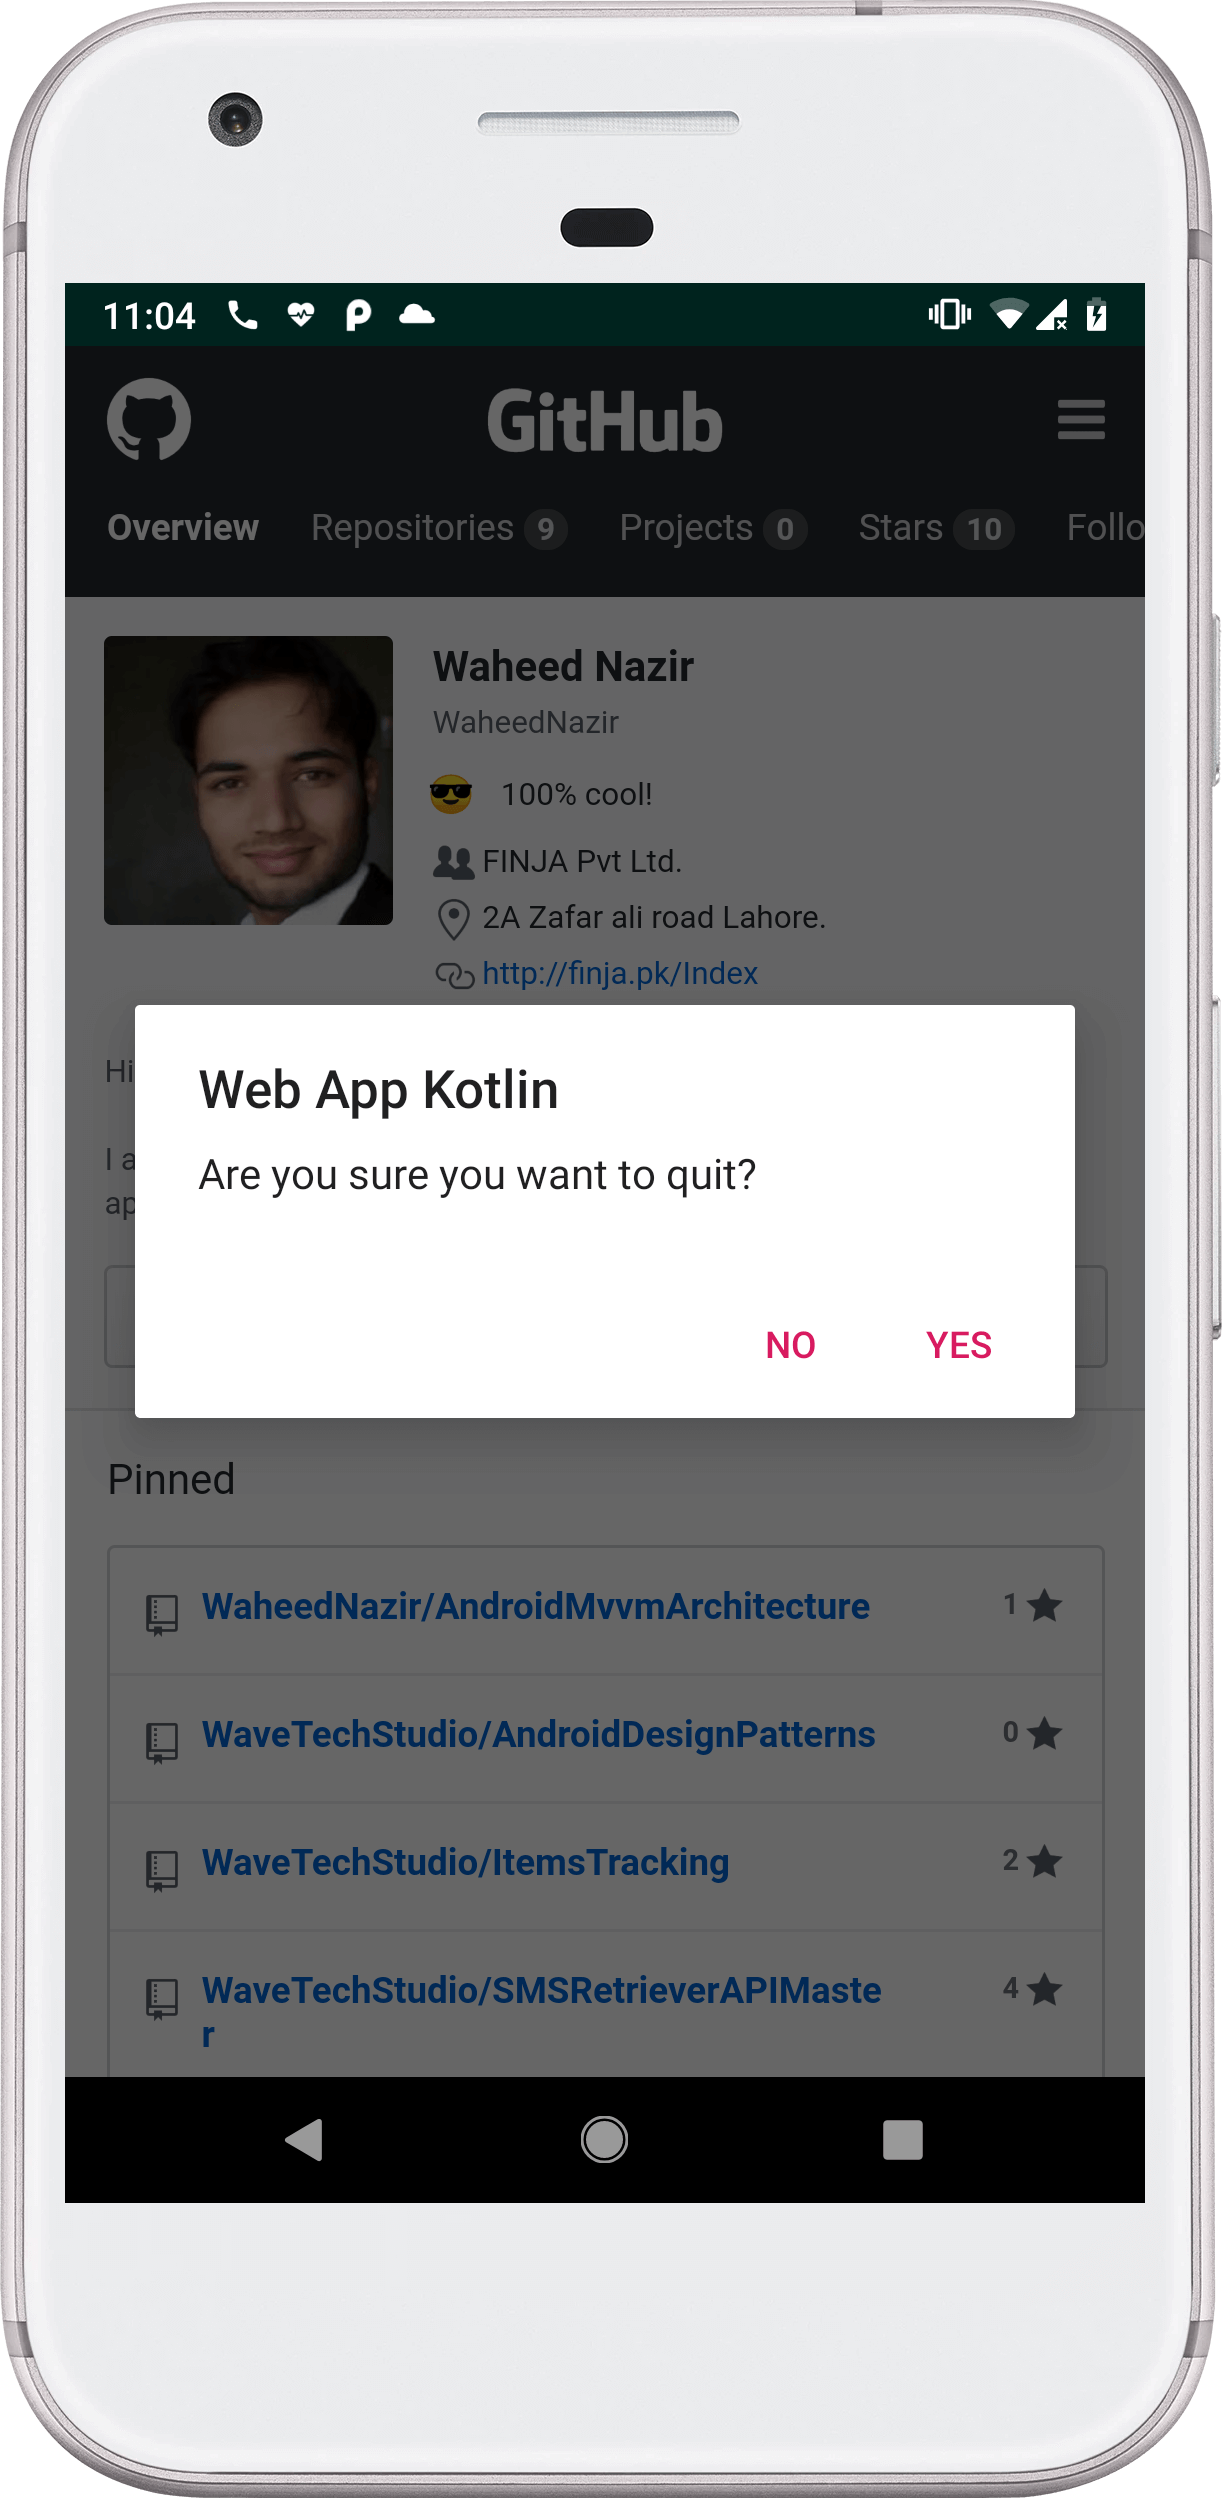 11:04
GitHub
Overview Repositories 9 Projects 0 Stars 10 Follo
Waheed Nazir
WaheedNazir
100% cool!
FINJA Pvt Ltd.
2A Zafar ali road Lahore.
http://finja.pk/Index
Hi
I a
ap
Web App Kotlin
Are you sure you want to quit?
NO YES
Pinned
WaheedNazir/AndroidMvvmArchitecture 1
WaveTechStudio/AndroidDesignPatterns 0
WaveTechStudio/ItemsTracking 2
WaveTechStudio/SMSRetrieverAPIMaste 4
r